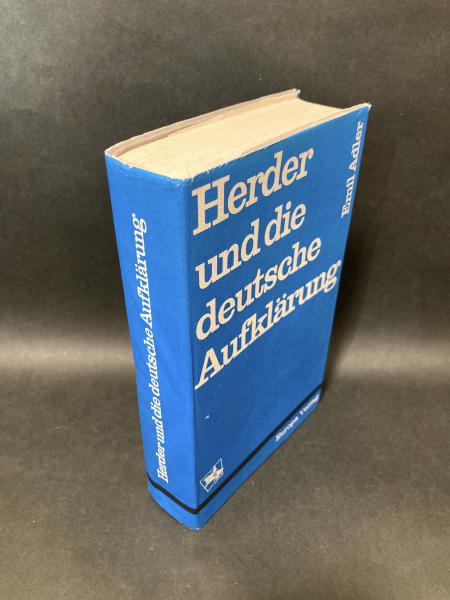 Herder und die deutsche Aufklärung
Herder
und die
deutsche
Aufklärung
Emil Adler
Europa Verlag